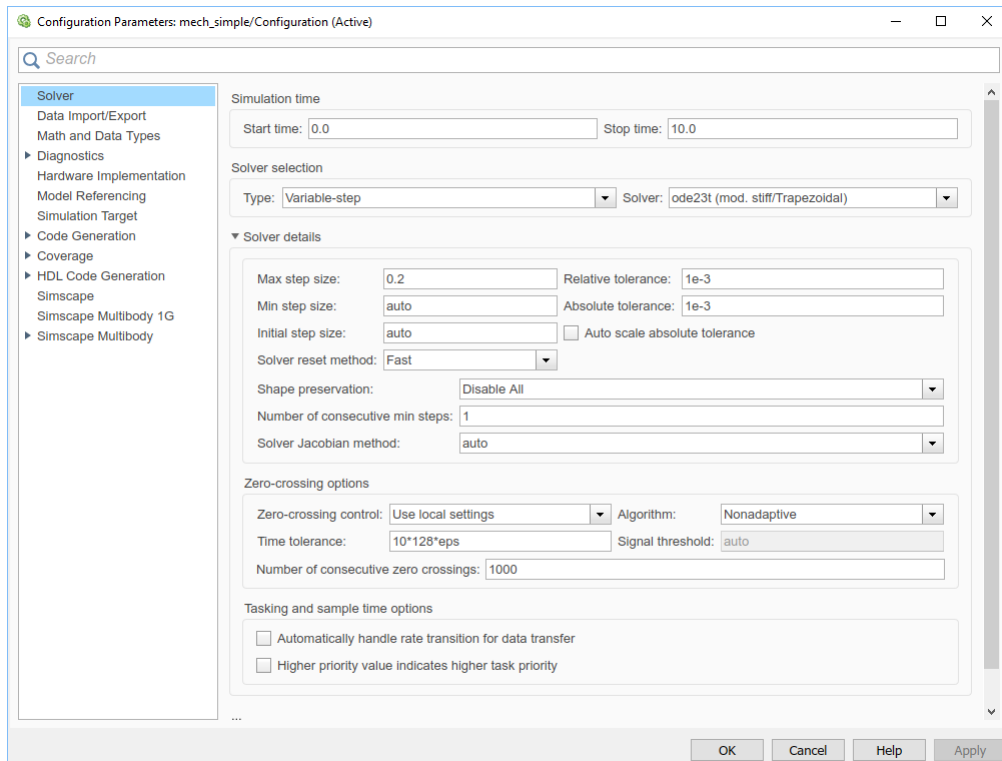 Configuration Parameters: mech_simple/Configuration (Active)
Search
Solver
Data Import/Export
Math and Data Types
Diagnostics
Hardware Implementation
Model Referencing
Simulation Target
Code Generation
Coverage
HDL Code Generation
Simscape
Simscape Multibody 1G
Simscape Multibody
Simulation time
Start time: 0.0 Stop time: 10.0
Solver selection
Type: Variable-step Solver: ode23t (mod. stiff/Trapezoidal)
Solver details
Max step size: 0.2 Relative tolerance: 1e-3
Min step size: auto Absolute tolerance: 1e-3
Initial step size: auto Auto scale absolute tolerance
Solver reset method: Fast
Shape preservation: Disable All
Number of consecutive min steps: 1
Solver Jacobian method: auto
Zero-crossing options
Zero-crossing control: Use local settings Algorithm: Nonadaptive
Time tolerance: 10*128*eps Signal threshold: auto
Number of consecutive zero crossings: 1000
Tasking and sample time options
Automatically handle rate transition for data transfer
Higher priority value indicates higher task priority
...
OK Cancel Help Apply